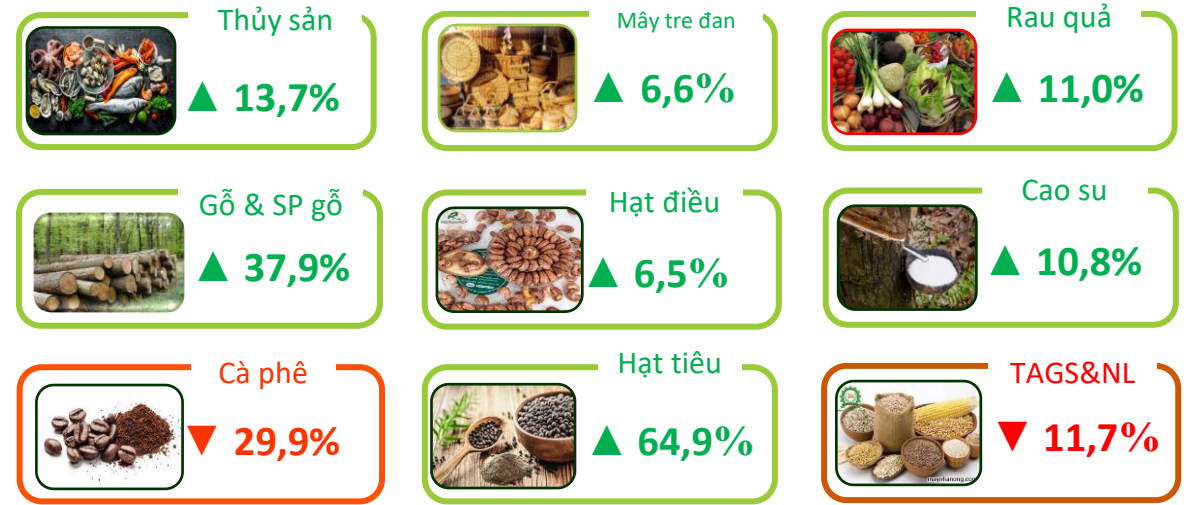 Thủy sản
▲ 13,7%
Mây tre đan
▲ 6,6%
Rau quả
▲ 11,0%
Gỗ & SP gỗ
▲ 37,9%
Hạt điều
▲ 6,5%
Cao su
▲ 10,8%
Cà phê
▼ 29,9%
Hạt tiêu
▲ 64,9%
TAGS&NL
▼ 11,7%